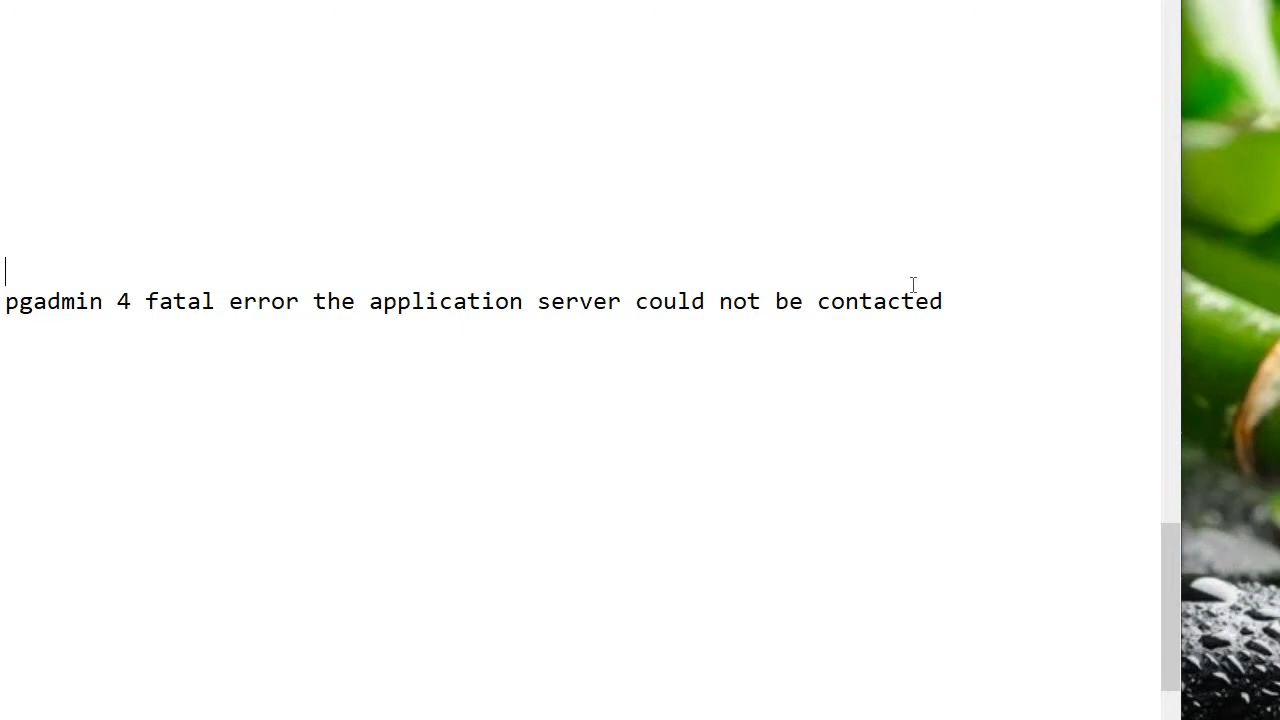 pgadmin 4 fatal error the application server could not be contacted